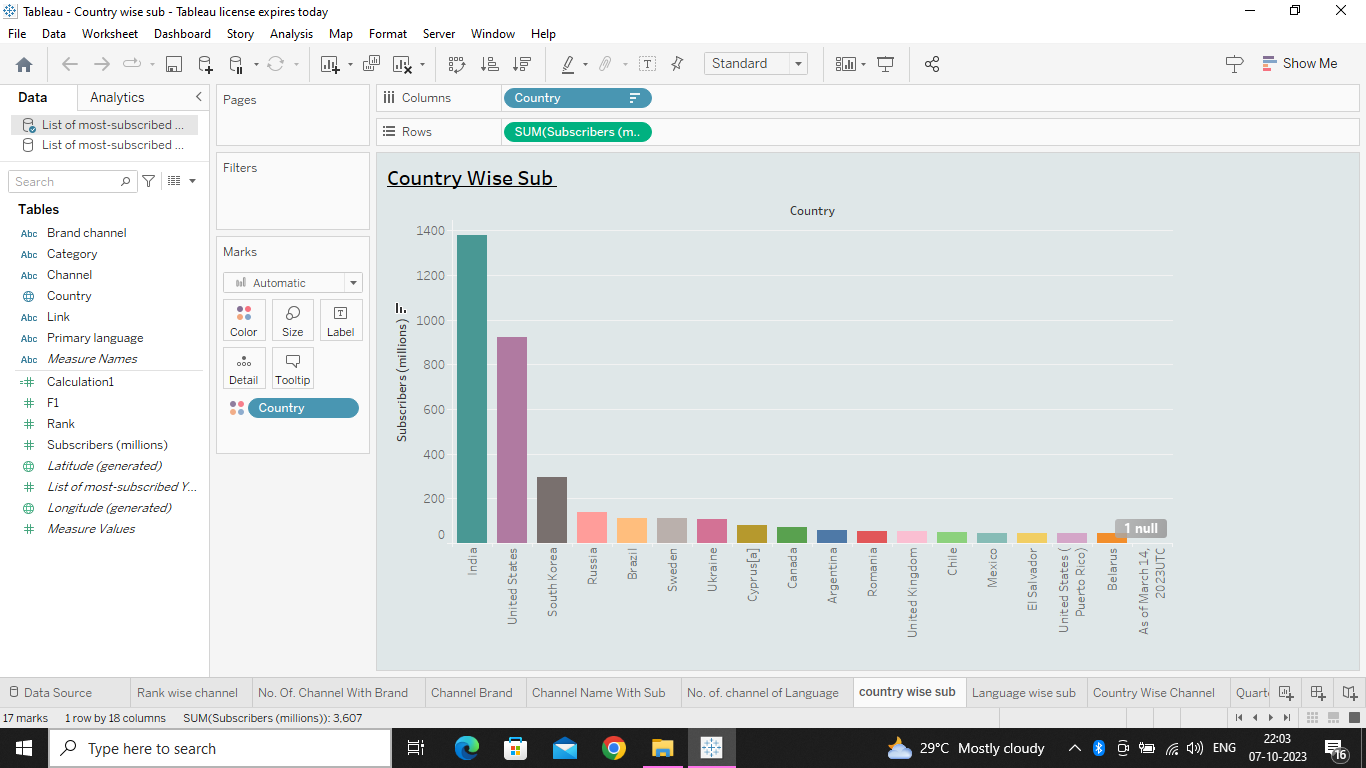 Tableau - Country wise sub - Tableau license expires today
File Data Worksheet Dashboard Story Analysis Map Format Server Window Help
Standard
Show Me
Data Analytics
List of most-subscribed ...
List of most-subscribed ...
Search
Tables
Abc Brand channel
Abc Category
Abc Channel
Country
Abc Link
Abc Primary language
Abc Measure Names
Calculation1
F1
Rank
Subscribers (millions)
Latitude (generated)
List of most-subscribed Y...
Longitude (generated)
Measure Values
Pages
Filters
Marks
Automatic
Color Size Label
Detail Tooltip
Country
Columns Country
Rows SUM(Subscribers (m..
Country Wise Sub
Country
Subscribers (millions)
1400
1200
1000
800
600
400
200
0
1 null
India
United States
South Korea
Russia
Brazil
Sweden
Ukraine
Cyprus[a]
Canada
Argentina
Romania
United Kingdom
Chile
Mexico
El Salvador
United States (
Puerto Rico)
Belarus
As of March 14,
2023UTC
Data Source Rank wise channel No. Of. Channel With Brand Channel Brand Channel Name With Sub No. of. channel of Language country wise sub Language wise sub Country Wise Channel Quart
17 marks 1 row by 18 columns SUM(Subscribers (millions)): 3,607
Type here to search
29°C Mostly cloudy
ENG
22:03
07-10-2023
16